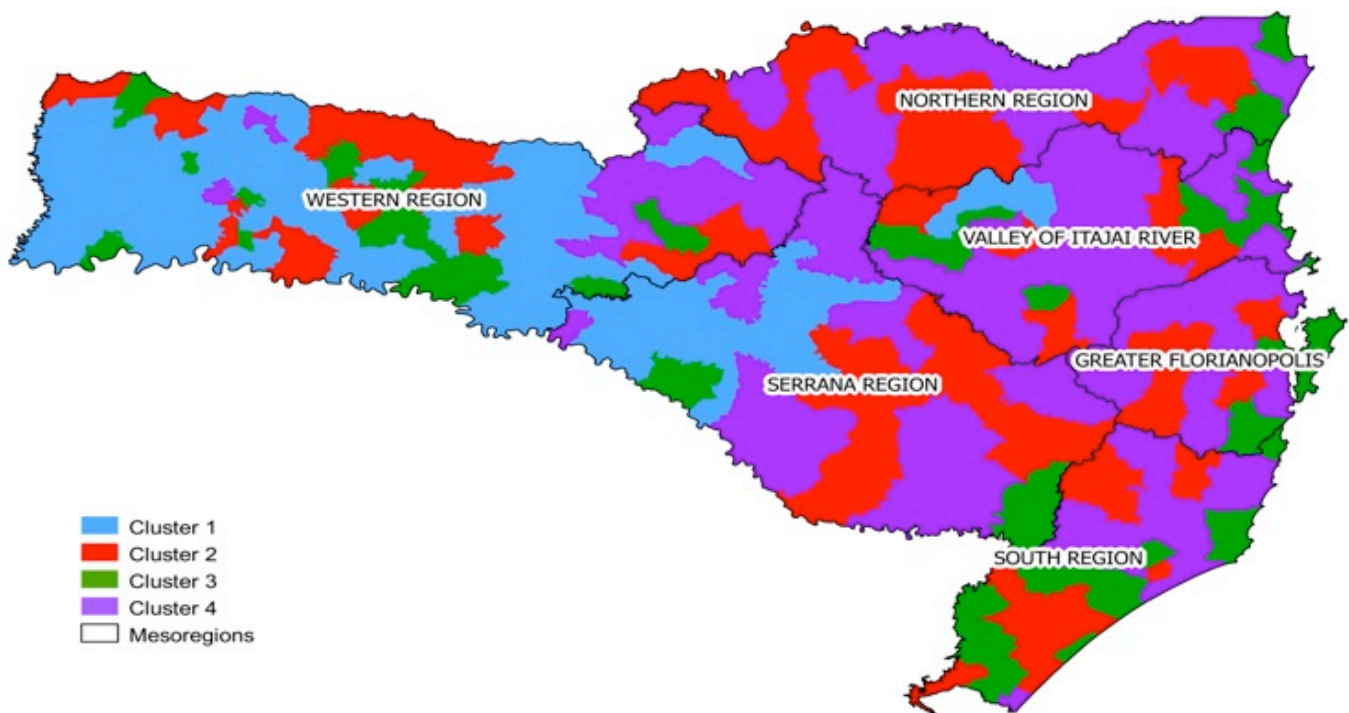 NORTHERN REGION
WESTERN REGION
VALLEY OF ITAJAI RIVER
GREATER FLORIANOPOLIS
SERRANA REGION
SOUTH REGION
Cluster 1
Cluster 2
Cluster 3
Cluster 4
Mesoregions